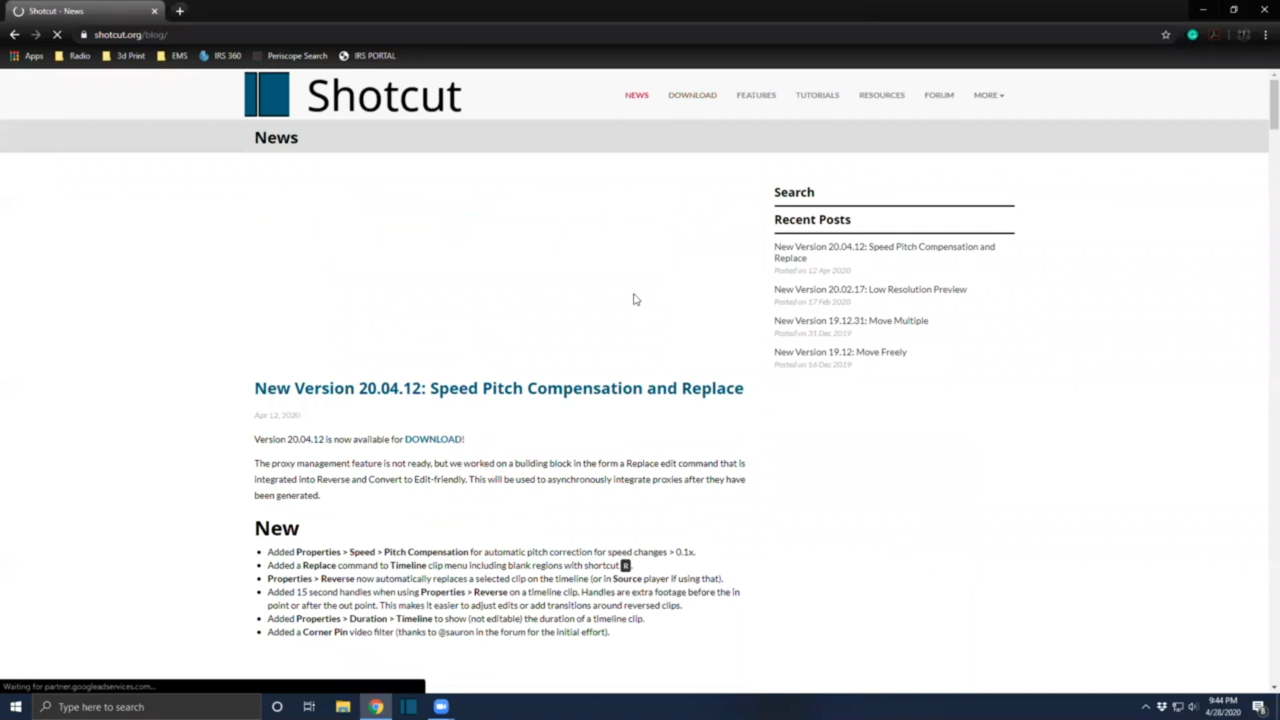 Shotcut - News
shotcut.org/blog/
Apps Radio 3d Print EMS IRS 360 Periscope Search IRS PORTAL
Shotcut
NEWS DOWNLOAD FEATURES TUTORIALS RESOURCES FORUM MORE
News
Search
Recent Posts
New Version 20.04.12: Speed Pitch Compensation and
Replace
Posted on 12 Apr 2020
New Version 20.02.17: Low Resolution Preview
Posted on 17 Feb 2020
New Version 19.12.31: Move Multiple
Posted on 31 Dec 2019
New Version 19.12: Move Freely
Posted on 16 Dec 2019
New Version 20.04.12: Speed Pitch Compensation and Replace
Apr 12, 2020
Version 20.04.12 is now available for DOWNLOAD!
The proxy management feature is not ready, but we worked on a building block in the form a Replace edit command that is
integrated into Reverse and Convert to Edit-friendly. This will be used to asynchronously integrate proxies after they have
been generated.
New
• Added Properties > Speed > Pitch Compensation for automatic pitch correction for speed changes > 0.1x.
• Added a Replace command to Timeline clip menu including blank regions with shortcut R.
• Properties > Reverse now automatically replaces a selected clip on the timeline (or in Source player if using that).
• Added 15 second handles when using Properties > Reverse on a timeline clip. Handles are extra footage before the in
point or after the out point. This makes it easier to adjust edits or add transitions around reversed clips.
• Added Properties > Duration > Timeline to show (not editable) the duration of a timeline clip.
• Added a Corner Pin video filter (thanks to @sauron in the forum for the initial effort).
Waiting for partner.googleadservices.com...
Type here to search
9:44 PM
4/28/2020
8